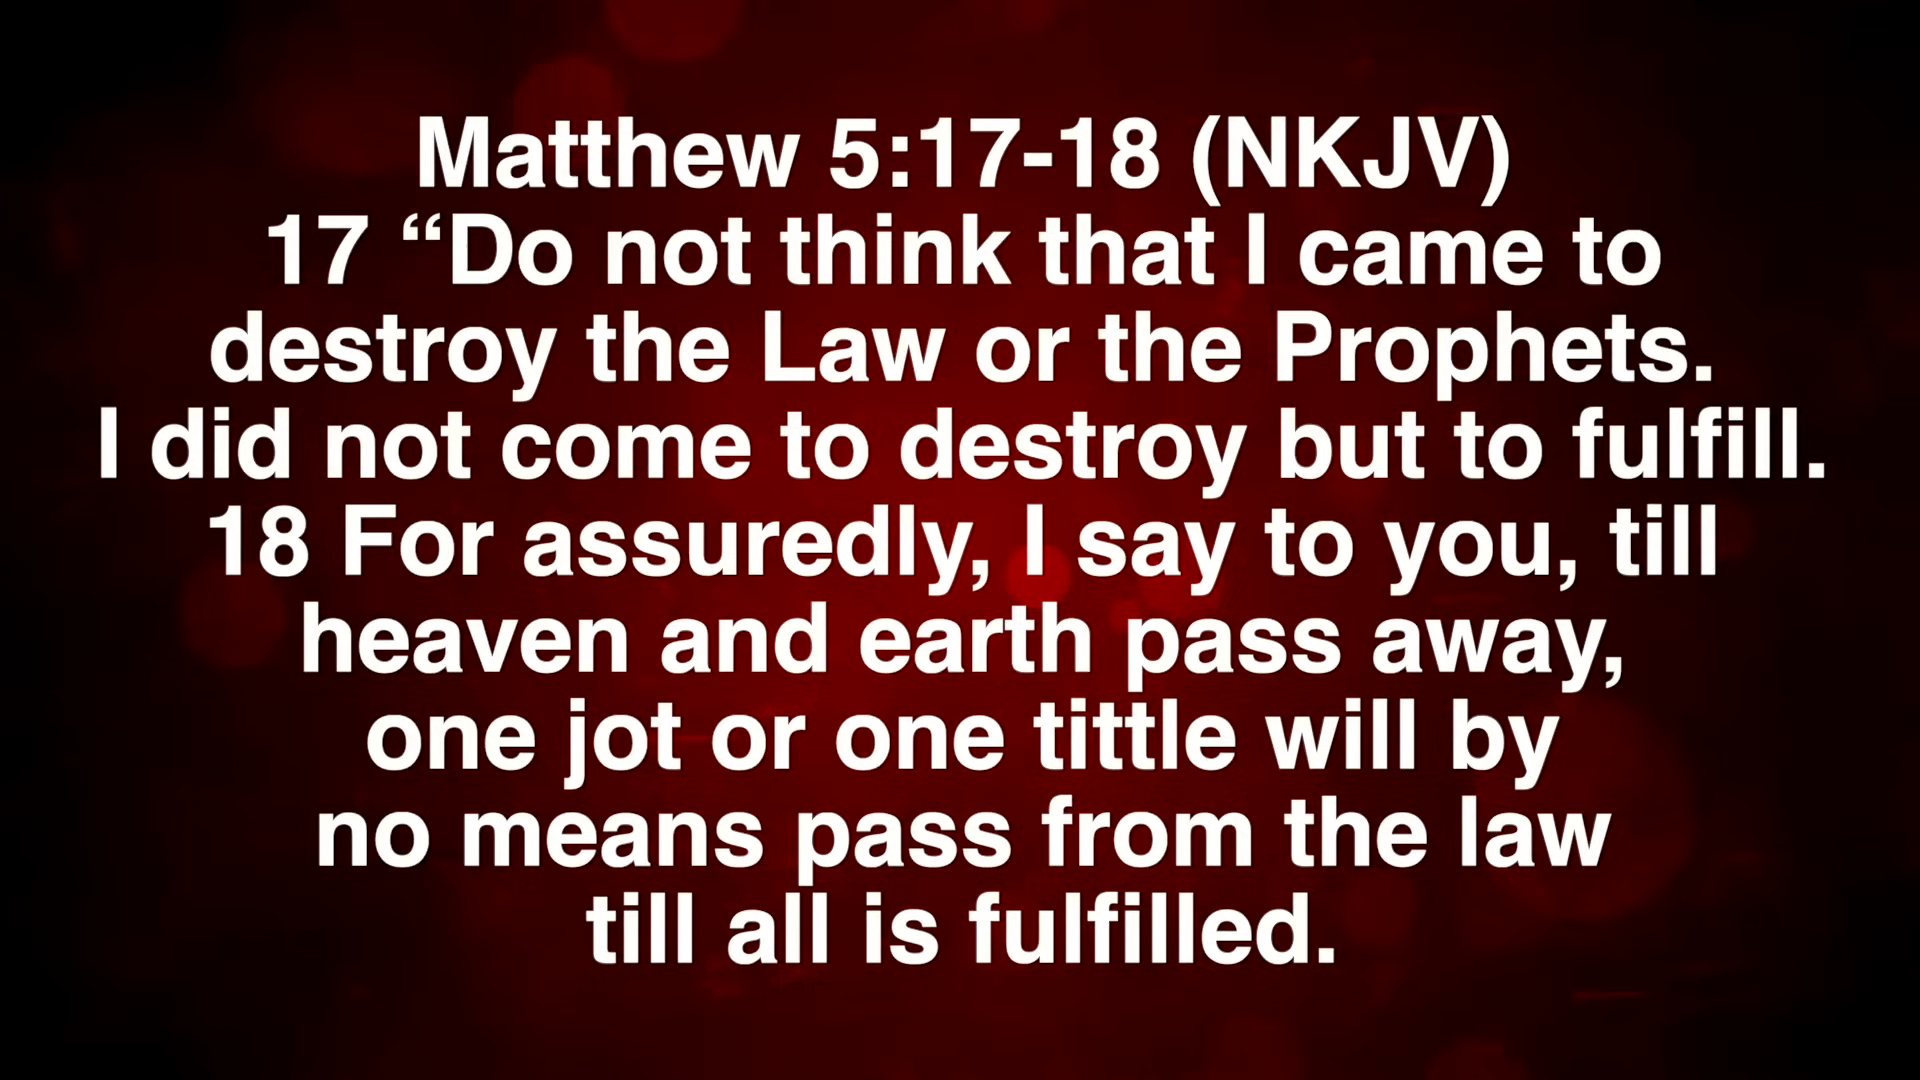 Matthew 5:17-18 (NKJV)
17 “Do not think that I came to
destroy the Law or the Prophets.
I did not come to destroy but to fulfill.
18 For assuredly, I say to you, till
heaven and earth pass away,
one jot or one tittle will by
no means pass from the law
till all is fulfilled.